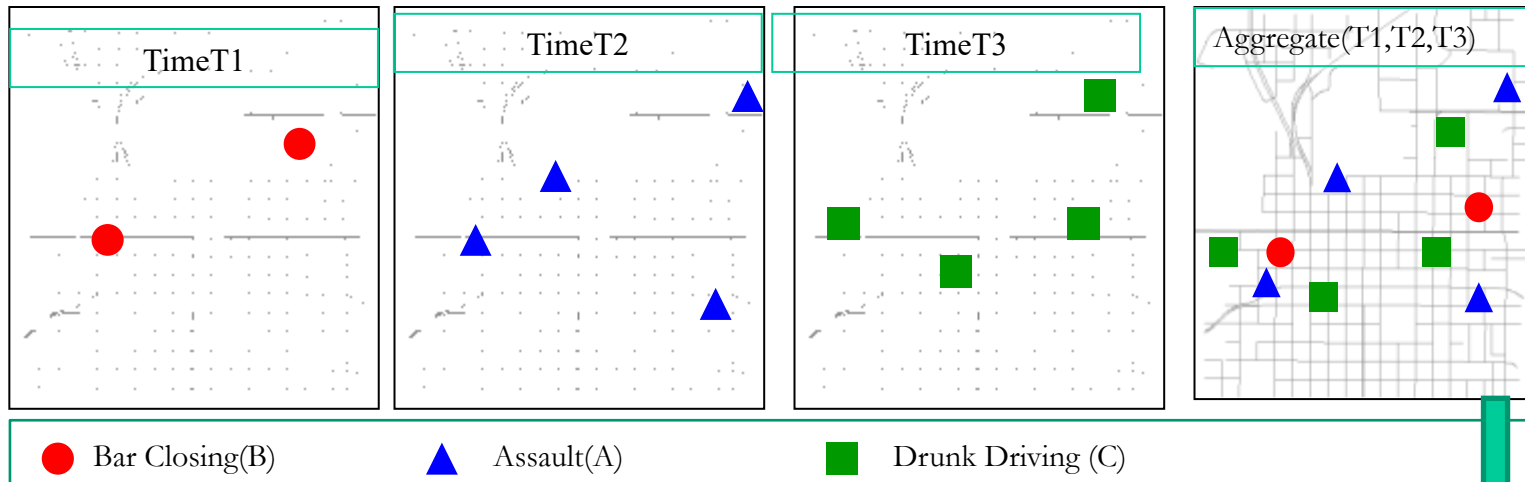 TimeT1
TimeT2
TimeT3
Aggregate(T1,T2,T3)
Bar Closing(B)
Assault(A)
Drunk Driving (C)